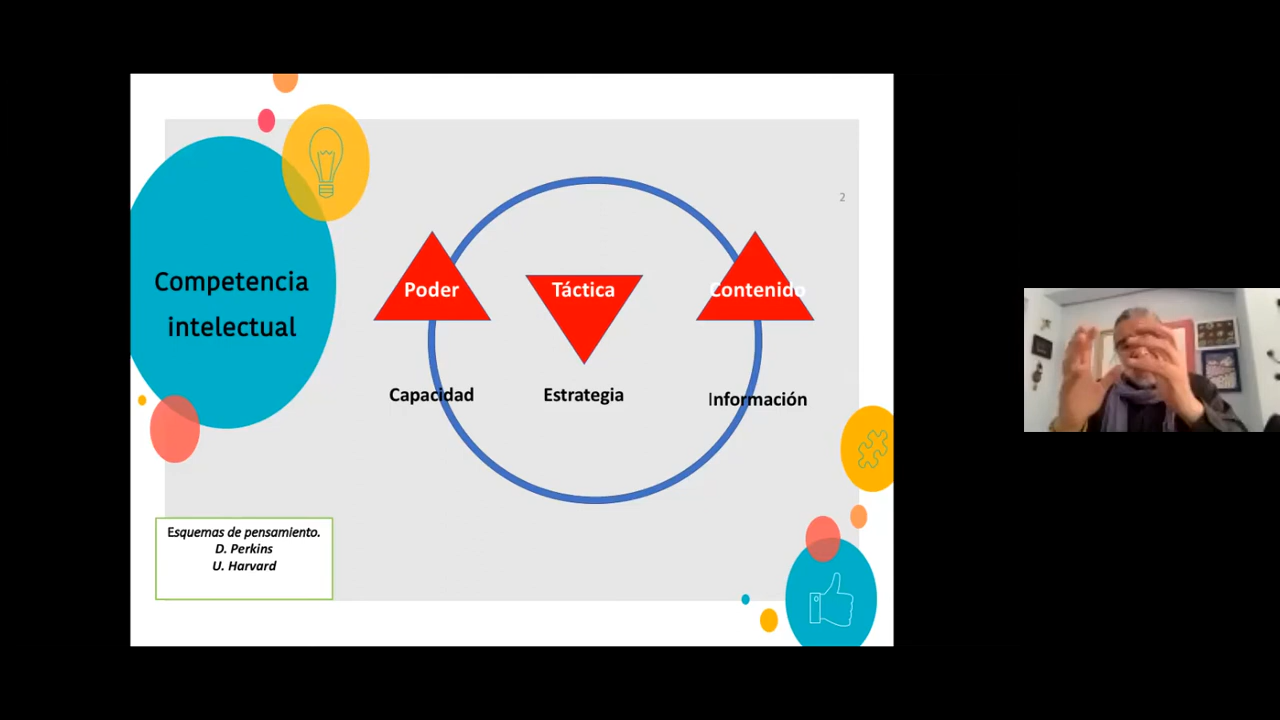 2
Competencia
intelectual
Poder
Táctica
Contenido
Capacidad
Estrategia
Información
Esquemas de pensamiento.
D. Perkins
U. Harvard